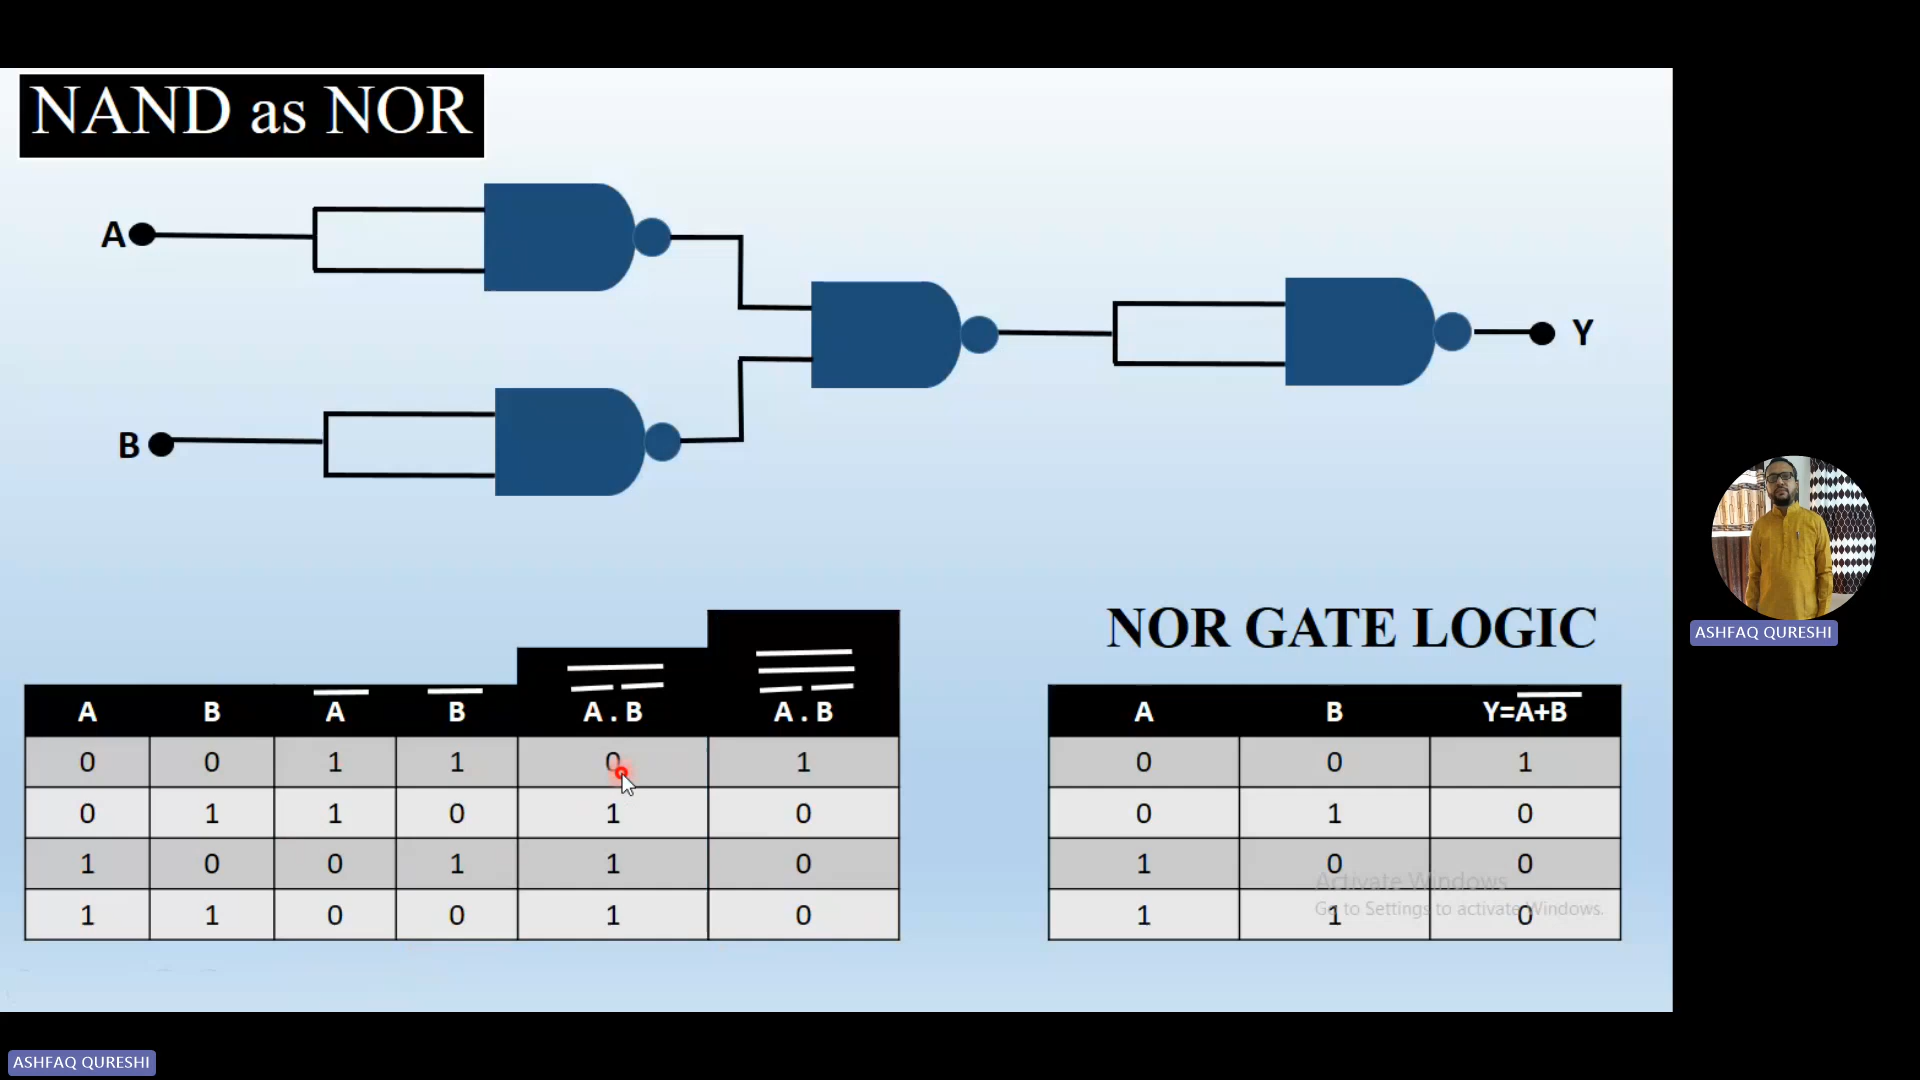 NAND as NOR
A
B
Y
NOR GATE LOGIC
A B A̅ B̅ A . B A . B
0 0 1 1 0 1
0 1 1 0 1 0
1 0 0 1 1 0
1 1 0 0 1 0
A B Y=A+B
0 0 1
0 1 0
1 0 0
1 1 0
Activate Windows
Go to Settings to activate Windows.
ASHFAQ QURESHI
ASHFAQ QURESHI